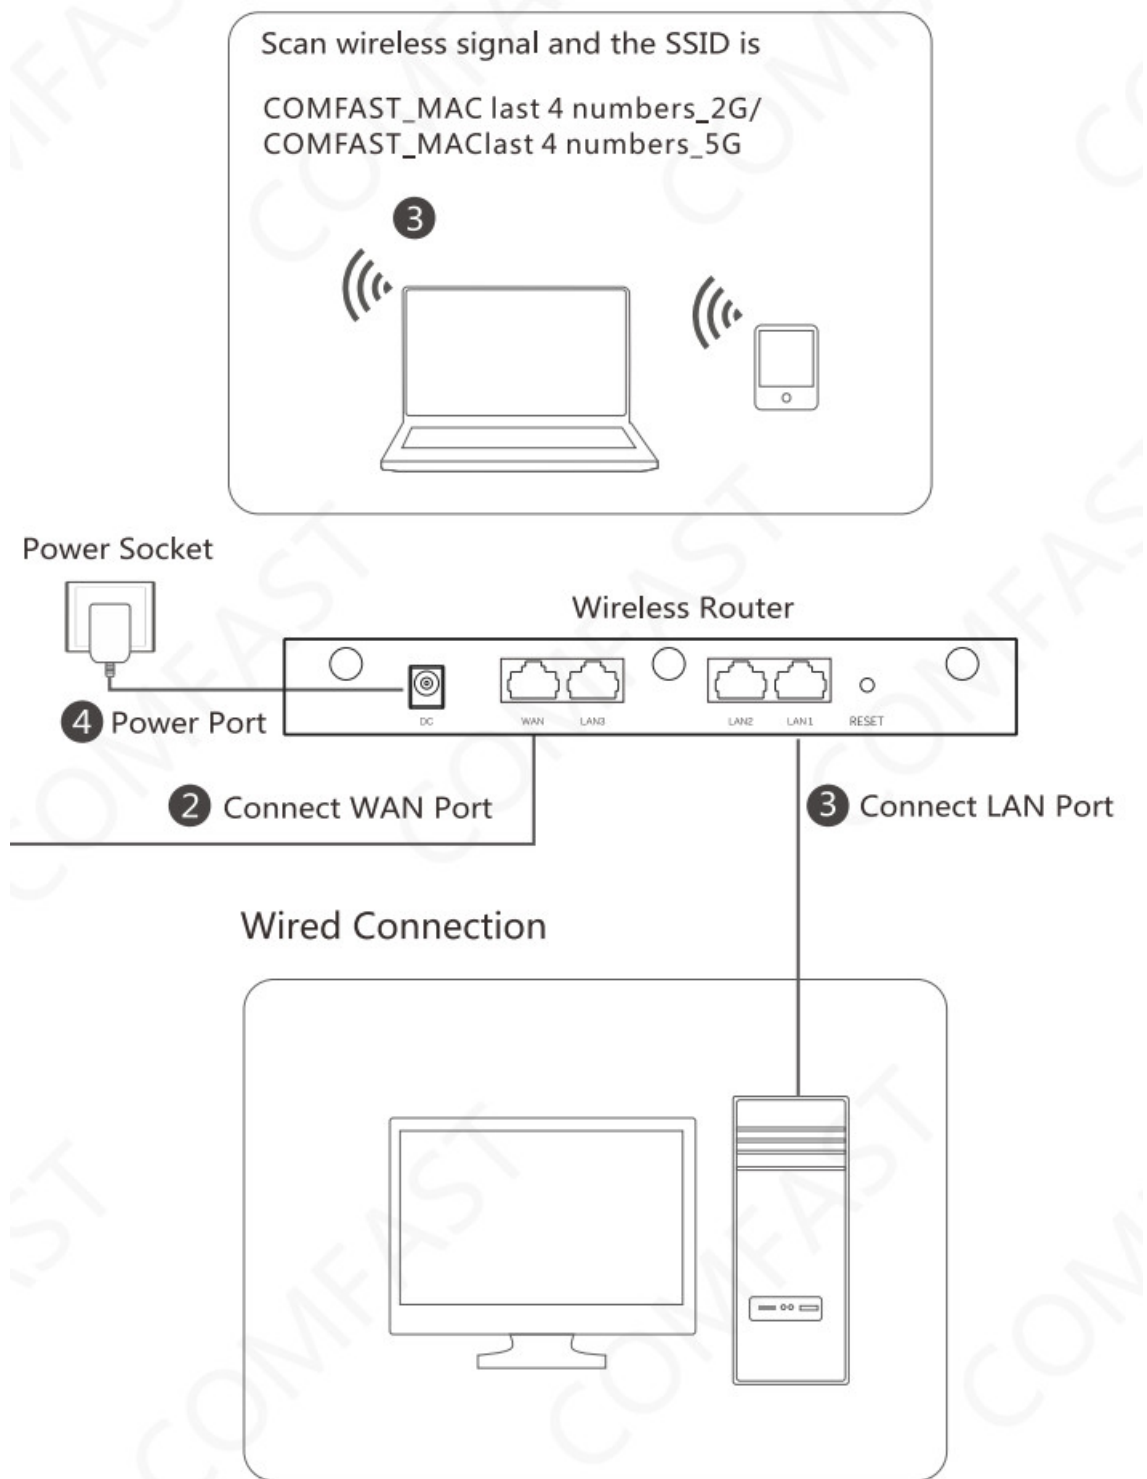 Scan wireless signal and the SSID is
COMFAST_MAC last 4 numbers_2G/
COMFAST_MAClast 4 numbers_5G
3
Power Socket
Wireless Router
DC
WAN
LAN3
LAN2
LAN1
RESET
4 Power Port
2 Connect WAN Port
3 Connect LAN Port
Wired Connection
COMFAST